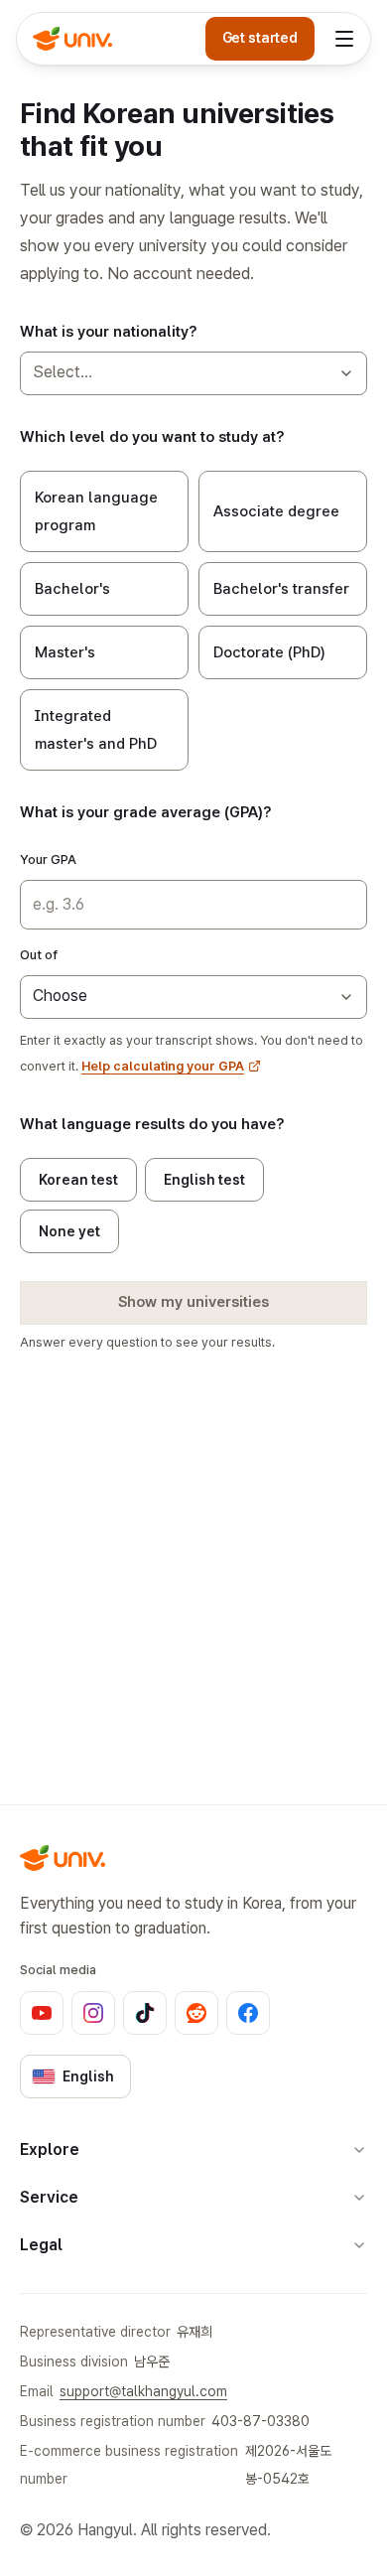 univ.
Get started
Find Korean universities
that fit you
Tell us your nationality, what you want to study,
your grades and any language results. We'll
show you every university you could consider
applying to. No account needed.
What is your nationality?
Select...
Which level do you want to study at?
Korean language
program
Associate degree
Bachelor's
Bachelor's transfer
Master's
Doctorate (PhD)
Integrated
master's and PhD
What is your grade average (GPA)?
Your GPA
e.g. 3.6
Out of
Choose
Enter it exactly as your transcript shows. You don't need to
convert it. Help calculating your GPA
What language results do you have?
Korean test
English test
None yet
Show my universities
Answer every question to see your results.
univ.
Everything you need to study in Korea, from your
first question to graduation.
Social media
English
Explore
Service
Legal
Representative director 유재희
Business division 남우준
Email support@talkhangyul.com
Business registration number 403-87-03380
E-commerce business registration 제2026-서울도
number 봉-0542호
© 2026 Hangyul. All rights reserved.